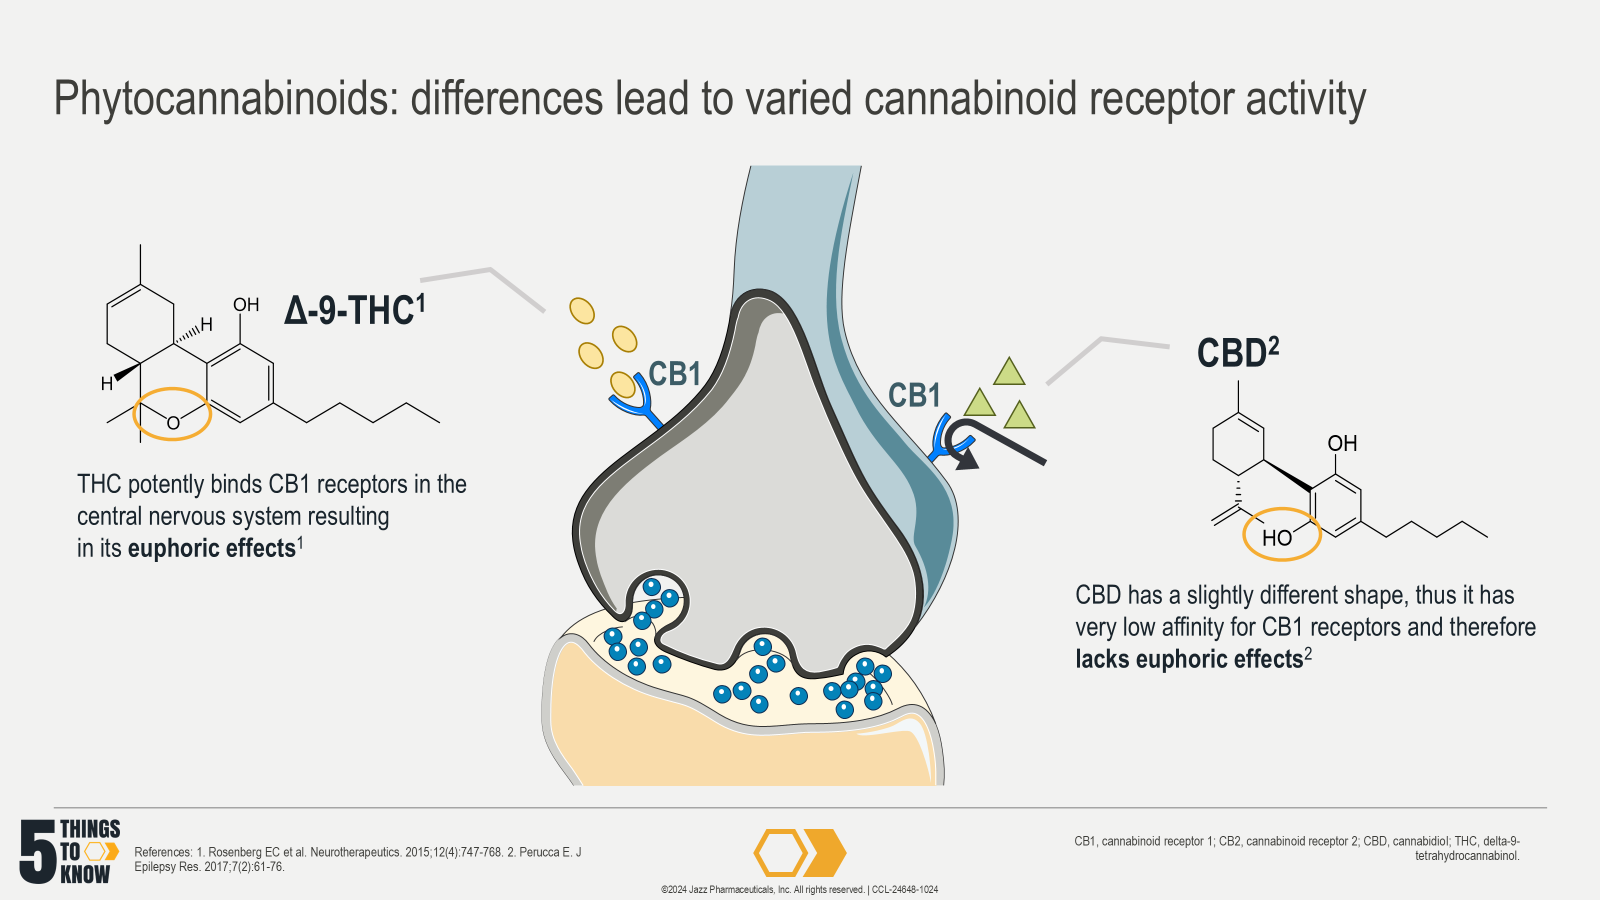 Phytocannabinoids: differences lead to varied cannabinoid receptor activity
OH
H
H
O
Δ-9-THC¹
CB1
THC potently binds CB1 receptors in the
central nervous system resulting
in its euphoric effects¹
CB1
CBD²
OH
HO
CBD has a slightly different shape, thus it has
very low affinity for CB1 receptors and therefore
lacks euphoric effects²
5 THINGS
TO
KNOW
References: 1. Rosenberg EC et al. Neurotherapeutics. 2015;12(4):747-768. 2. Perucca E. J
Epilepsy Res. 2017;7(2):61-76.
CB1, cannabinoid receptor 1; CB2, cannabinoid receptor 2; CBD, cannabidiol; THC, delta-9-
tetrahydrocannabinol.
©2024 Jazz Pharmaceuticals, Inc. All rights reserved. | CCL-24648-1024